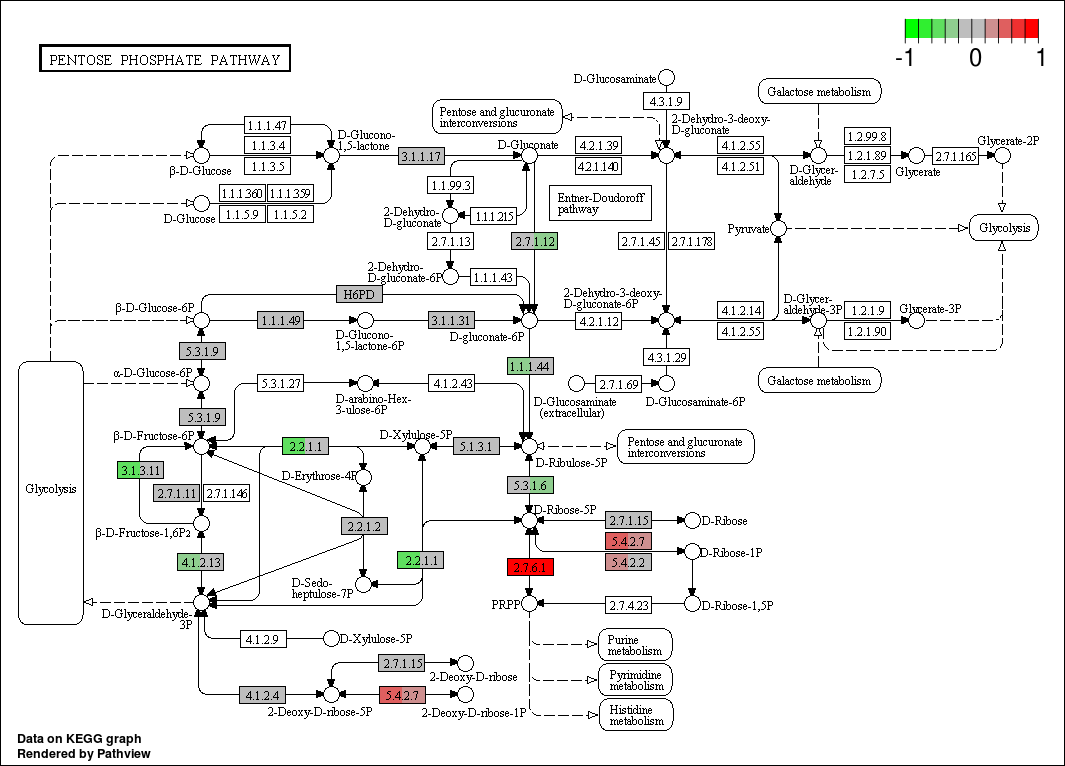 -1 0 1
PENTOSE PHOSPHATE PATHWAY
D-Glucosaminate
4.3.1.9
Galactose metabolism
Pentose and glucuronate
interconversions
2-Dehydro-3-deoxy-
D-gluconate
1.1.1.47
1.1.3.4
1.1.3.5
D-Glucono-
1,5-lactone
3.1.1.17
D-Gluconate
4.2.1.39
4.2.1.140
4.1.2.55
4.1.2.51
1.2.99.8
1.2.1.89
1.2.7.5
Glycerate-2P
2.7.1.165
Glycerate
D-Glycer-
aldehyde
β-D-Glucose
1.1.1.360 1.1.1.359
1.1.5.9 1.1.5.2
D-Glucose
1.1.99.3
2-Dehydro-
D-gluconate
1.1.1.215
Entner-Doudoroff
pathway
Pyruvate
Glycolysis
2.7.1.13
2.7.1.12
2.7.1.45 2.7.1.178
2-Dehydro-
D-gluconate-6P
1.1.1.43
H6PD
β-D-Glucose-6P
1.1.1.49
D-Glucono-
1,5-lactone-6P
3.1.1.31
D-gluconate-6P
2-Dehydro-3-deoxy-
D-gluconate-6P
4.2.1.12
4.1.2.14
4.1.2.55
D-Glycer-
aldehyde-3P
1.2.1.9
1.2.1.90
Glycerate-3P
5.3.1.9
1.1.1.44
4.3.1.29
α-D-Glucose-6P
5.3.1.27
D-arabino-Hex-
3-ulose-6P
4.1.2.43
2.7.1.69
D-Glucosaminate
(extracellular)
D-Glucosaminate-6P
Galactose metabolism
5.3.1.9
β-D-Fructose-6P
2.2.1.1
D-Xylulose-5P
5.1.3.1
D-Ribulose-5P
Pentose and glucuronate
interconversions
3.1.3.11
D-Erythrose-4P
5.3.1.6
Glycolysis
2.7.1.11 2.7.1.146
2.2.1.2
D-Ribose-5P
2.7.1.15
D-Ribose
β-D-Fructose-1,6P2
5.4.2.7
5.4.2.2
D-Ribose-1P
4.1.2.13
2.2.1.1
2.7.6.1
D-Sedo-
heptulose-7P
D-Glyceraldehyde-
3P
PRPP
2.7.4.23
D-Ribose-1,5P
4.1.2.9
D-Xylulose-5P
Purine
metabolism
2.7.1.15
2-Deoxy-D-ribose
Pyrimidine
metabolism
4.1.2.4
2-Deoxy-D-ribose-5P
5.4.2.7
2-Deoxy-D-ribose-1P
Histidine
metabolism
Data on KEGG graph
Rendered by Pathview